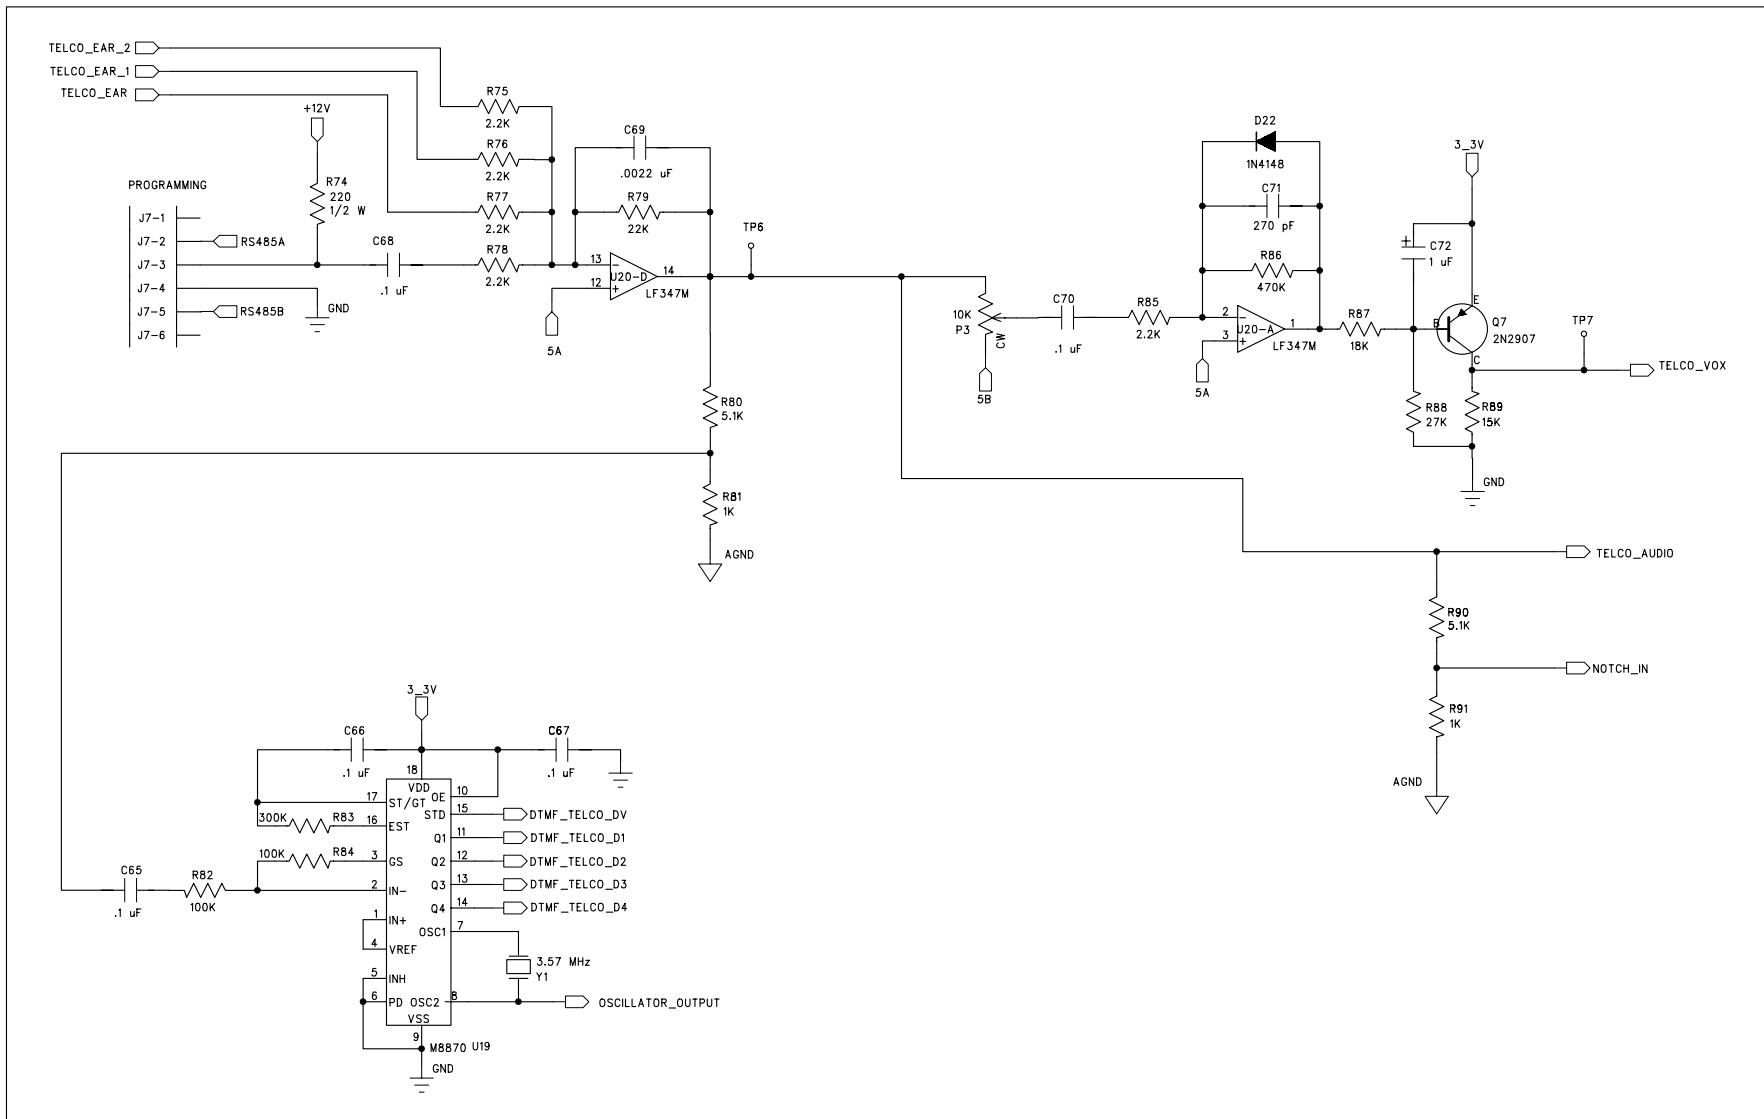 TELCO_EAR_2
TELCO_EAR_1
TELCO_EAR
+12V
R74
220
1/2 W
PROGRAMMING
J7-1
J7-2
J7-3
J7-4
J7-5
J7-6
RS485A
RS485B
GND
C68
.1 uF
R75
2.2K
R76
2.2K
R77
2.2K
R78
2.2K
C69
.0022 uF
R79
22K
13
12
14
U20-D
LF347M
5A
TP6
R80
5.1K
R81
1K
AGND
10K
P3
CW
5B
C70
.1 uF
R85
2.2K
D22
1N4148
C71
270 pF
R86
470K
2
3
1
U20-A
LF347M
5A
R87
18K
3_3V
+
C72
1 uF
E
B
C
Q7
2N2907
TP7
TELCO_VOX
R88
27K
R89
15K
GND
TELCO_AUDIO
R90
5.1K
NOTCH_IN
R91
1K
AGND
3_3V
C66
.1 uF
C67
.1 uF
18
VDD
17
ST/GT
OE
10
STD
15
DTMF_TELCO_DV
300K
R83
16
EST
Q1
11
DTMF_TELCO_D1
100K
R84
3
GS
Q2
12
DTMF_TELCO_D2
C65
.1 uF
R82
100K
2
IN-
Q3
13
DTMF_TELCO_D3
Q4
14
DTMF_TELCO_D4
1
IN+
OSC1
7
4
VREF
3.57 MHz
Y1
5
INH
6
PD
OSC2
8
OSCILLATOR_OUTPUT
VSS
9
M8870 U19
GND